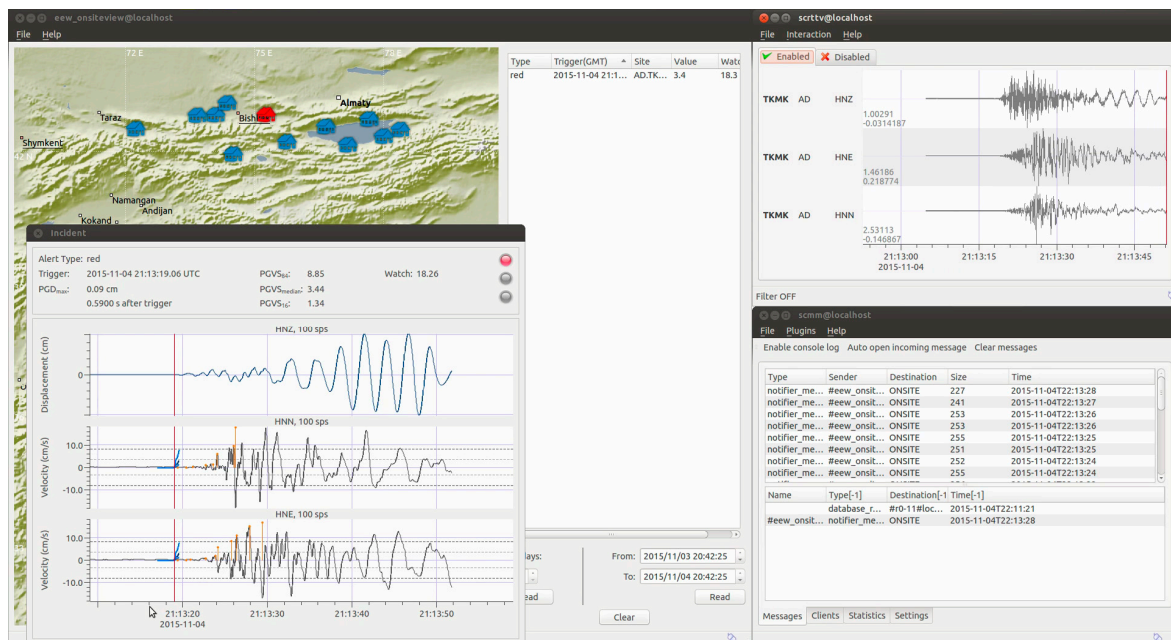 eew_onsiteview@localhost
File Help
72 E 75 E
Almaty
Taraz
Shymkent
42 N
Namangan
Andijan
Kokand
Type Trigger(GMT) Site Value
red 2015-11-04 21:1... AD.TK... 3.4 18.3
Incident
Alert Type: red
Trigger: 2015-11-04 21:13:19.06 UTC PGVS84: 8.85 Watch: 18.26
PGDmax: 0.09 cm PGVSmedian: 3.44
0.5900 s after trigger PGVS16: 1.34
HNZ, 100 sps
Displacement (cm)
0
HNN, 100 sps
Velocity (cm/s)
10.0
0
-10.0
HNE, 100 sps
Velocity (cm/s)
10.0
0
-10.0
21:13:20 21:13:30 21:13:40 21:13:50
2015-11-04
From: 2015/11/03 20:42:25
To: 2015/11/04 20:42:25
Read
Clear
scrttv@localhost
File Interaction Help
Enabled Disabled
TKMK AD HNZ
1.00291
-0.0314187
TKMK AD HNE
1.46186
0.218774
TKMK AD HNN
2.53113
-0.146867
21:13:00 21:13:15 21:13:30 21:13:45
2015-11-04
Filter OFF
scmm@localhost
File Plugins Help
Enable console log Auto open incoming message Clear messages
Type Sender Destination Size Time
notifier_me... #eew_onsit... ONSITE 227 2015-11-04T22:13:28
notifier_me... #eew_onsit... ONSITE 241 2015-11-04T22:13:27
notifier_me... #eew_onsit... ONSITE 253 2015-11-04T22:13:26
notifier_me... #eew_onsit... ONSITE 253 2015-11-04T22:13:26
notifier_me... #eew_onsit... ONSITE 255 2015-11-04T22:13:25
notifier_me... #eew_onsit... ONSITE 251 2015-11-04T22:13:25
notifier_me... #eew_onsit... ONSITE 252 2015-11-04T22:13:24
notifier_me... #eew_onsit... ONSITE 255 2015-11-04T22:13:24
Name Type[-1] Destination[-1 Time[-1]
database_r... #r0-11#loc... 2015-11-04T22:11:21
#eew_onsit... notifier_me... ONSITE 2015-11-04T22:13:28
Messages Clients Statistics Settings